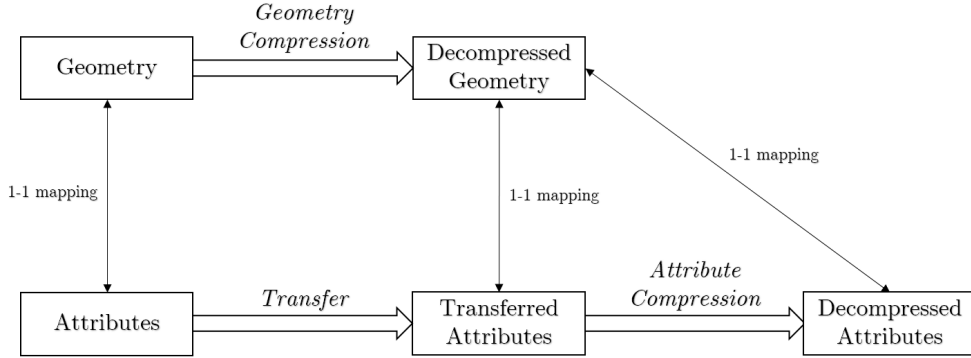 Geometry
Compression
Geometry
Decompressed
Geometry
1-1 mapping
1-1 mapping
1-1 mapping
Attributes
Transfer
Transferred
Attributes
Attribute
Compression
Decompressed
Attributes